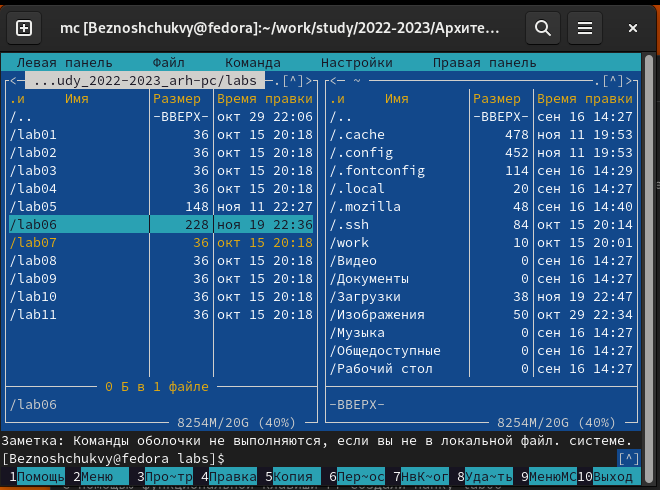 mc [Beznoshchukvy@fedora]:~/work/study/2022-2023/Архите...
Левая панель Файл Команда Настройки Правая панель
<— ...udy_2022-2023_arh-pc/labs —.[^]> <— ~ —.[^]>
.и Имя Размер Время правки .и Имя Размер Время правки
/.. -ВВЕРХ- окт 29 22:06 /.. -ВВЕРХ- сен 16 14:27
/lab01 36 окт 15 20:18 /.cache 478 ноя 11 19:53
/lab02 36 окт 15 20:18 /.config 452 ноя 11 19:53
/lab03 36 окт 15 20:18 /.fontconfig 114 сен 16 14:29
/lab04 36 окт 15 20:18 /.local 20 сен 16 14:27
/lab05 148 ноя 11 22:27 /.mozilla 48 сен 16 14:40
/lab06 228 ноя 19 22:36 /.ssh 84 окт 15 20:14
/lab07 36 окт 15 20:18 /work 10 окт 15 20:01
/lab08 36 окт 15 20:18 /Видео 0 сен 16 14:27
/lab09 36 окт 15 20:18 /Документы 0 сен 16 14:27
/lab10 36 окт 15 20:18 /Загрузки 38 ноя 19 22:47
/lab11 36 окт 15 20:18 /Изображения 50 окт 29 22:34
/Музыка 0 сен 16 14:27
/Общедоступные 0 сен 16 14:27
/Рабочий стол 0 сен 16 14:27
0 Б в 1 файле
/lab06 -ВВЕРХ-
8254M/20G (40%) 8254M/20G (40%)
Заметка: Команды оболочки не выполняются, если вы не в локальной файл. системе.
[Beznoshchukvy@fedora labs]$ [^]
1Помощь 2Меню 3Про~тр 4Правка 5Копия 6Пер~ос 7НвК~ог 8Уда~ть 9МенюMC 10Выход